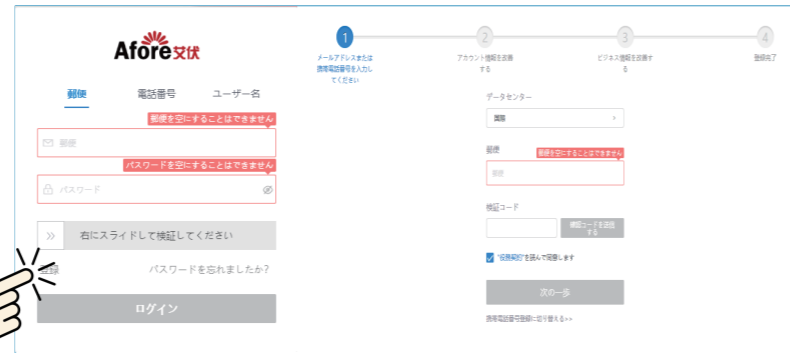 Afore艾伏
郵便 電話番号 ユーザー名
郵便を空にすることはできません
郵便
パスワードを空にすることはできません
パスワード
右にスライドして検証してください
登録 パスワードを忘れましたか?
ログイン
1
メールアドレスまたは
携帯電話番号を入力し
てください
2
アカウント情報を改善
する
3
ビジネス情報を改善す
る
4
登録完了
データセンター
国際
郵便
郵便を空にすることはできません
郵便
検証コード
確認コードを送信
する
を読んで同意します
次の一歩
携帯電話番号登録に切り替える>>